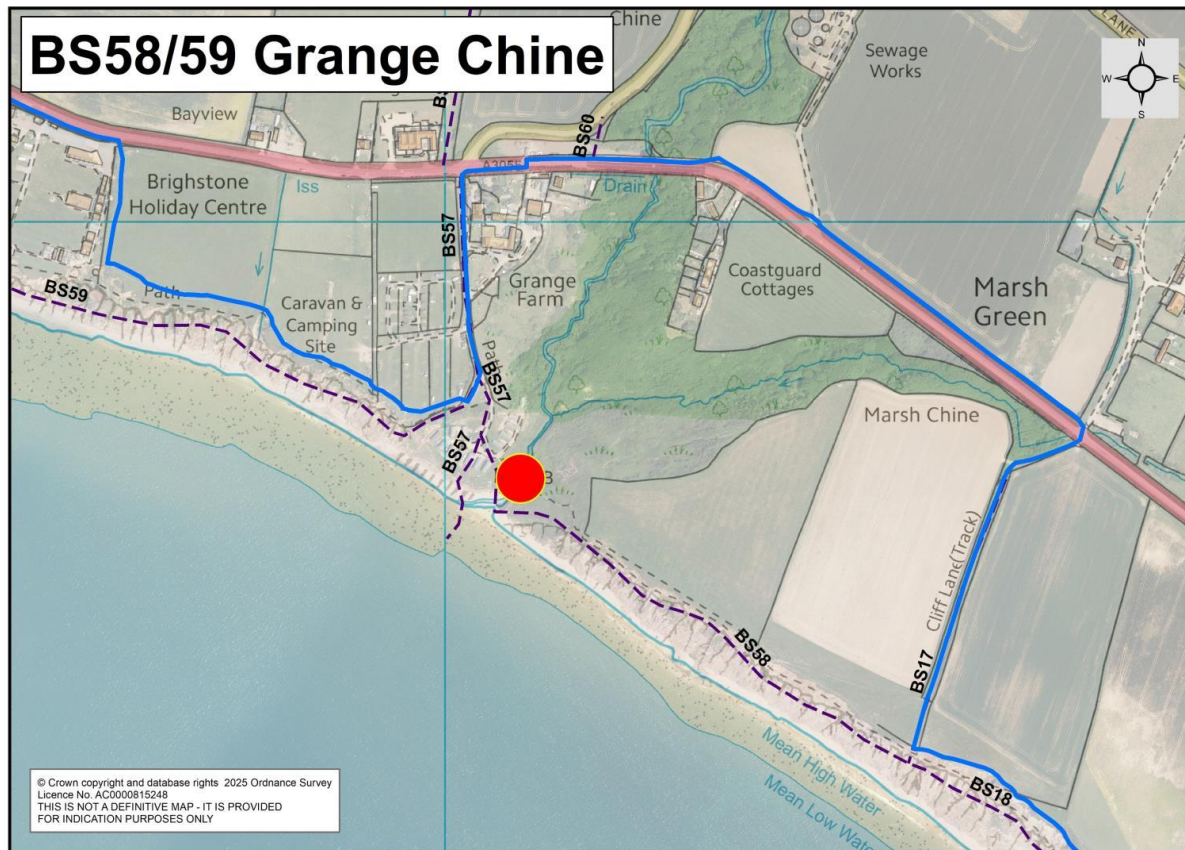 BS58/59 Grange Chine
Chine
LANE
Sewage
Works
N
W
E
S
Bayview
BS60
A3055
Iss
Drain
Brighstone
Holiday Centre
BS57
Coastguard
Cottages
Marsh
Green
Grange
Farm
BS59
Path
Caravan &
Camping
Site
Path
BS57
BS57
Marsh Chine
Cliff Lane(Track)
BS58
BS17
BS18
Mean High Water
Mean Low Water
© Crown copyright and database rights 2025 Ordnance Survey
Licence No. AC0000815248
THIS IS NOT A DEFINITIVE MAP - IT IS PROVIDED
FOR INDICATION PURPOSES ONLY